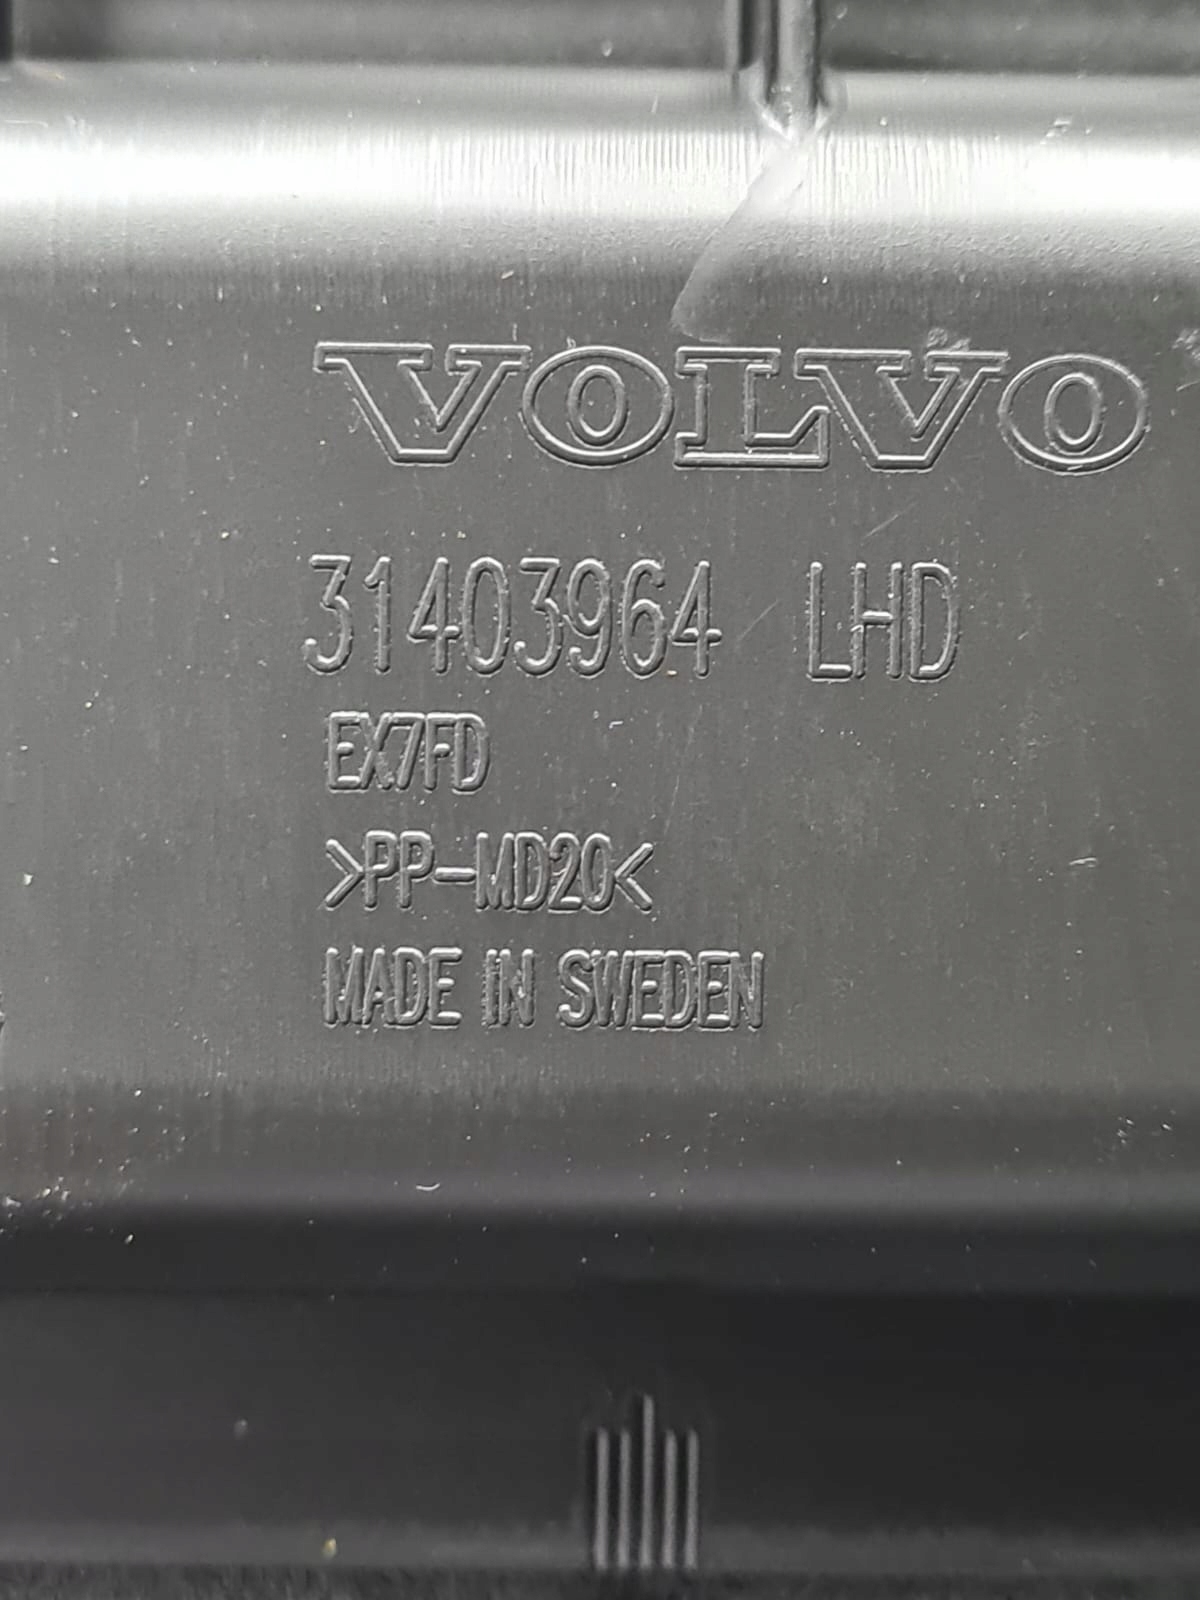 VOLVO
31403964 LHD
EX7FD
>PP-MD20<
MADE IN SWEDEN